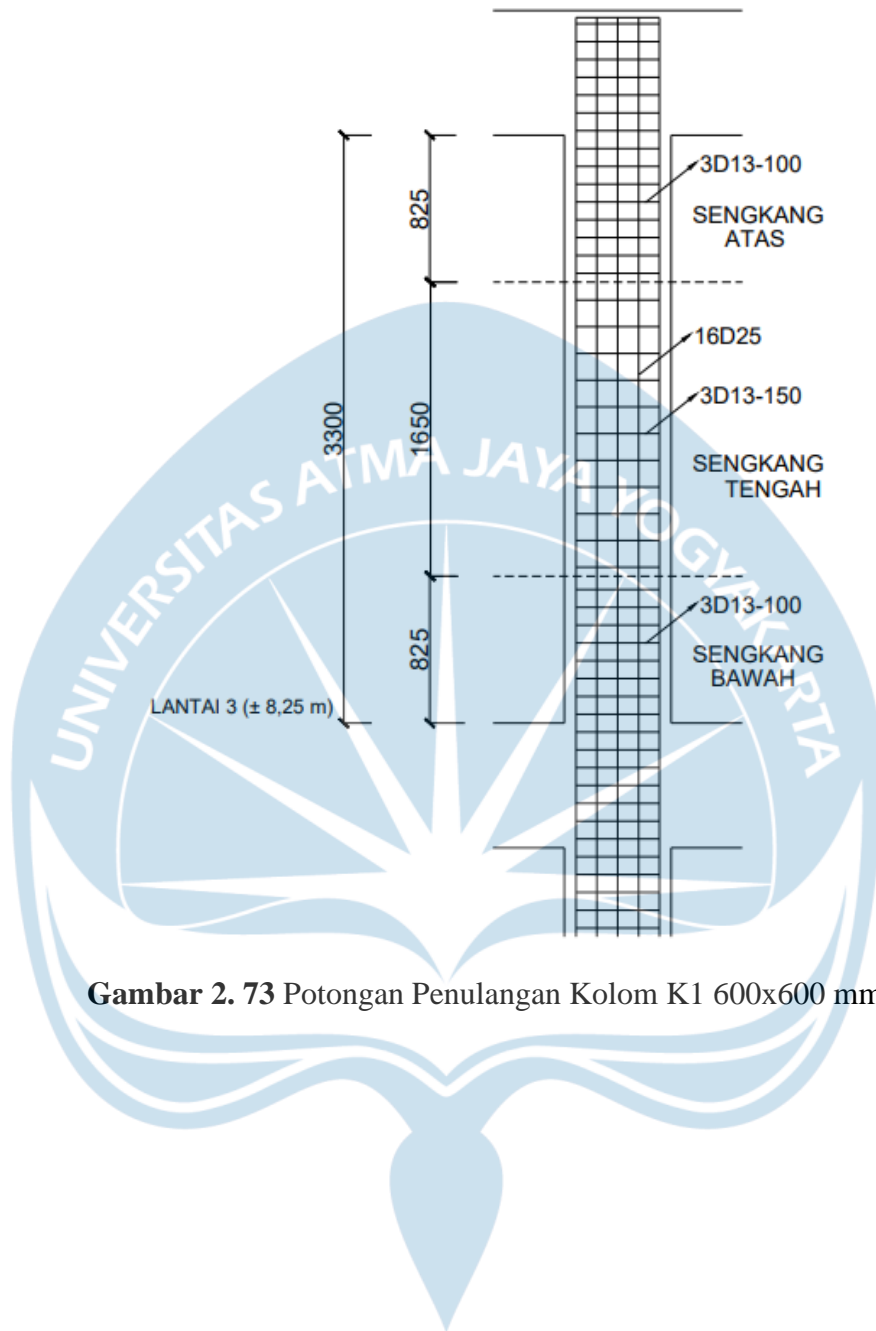 3D13-100
SENGKANG
ATAS
825
16D25
3D13-150
3300
1650
SENGKANG
TENGAH
UNIVERSITAS ATMA JAYA YOGYAKARTA
3D13-100
825
SENGKANG
BAWAH
LANTAI 3 (± 8,25 m)
Gambar 2. 73 Potongan Penulangan Kolom K1 600x600 mm